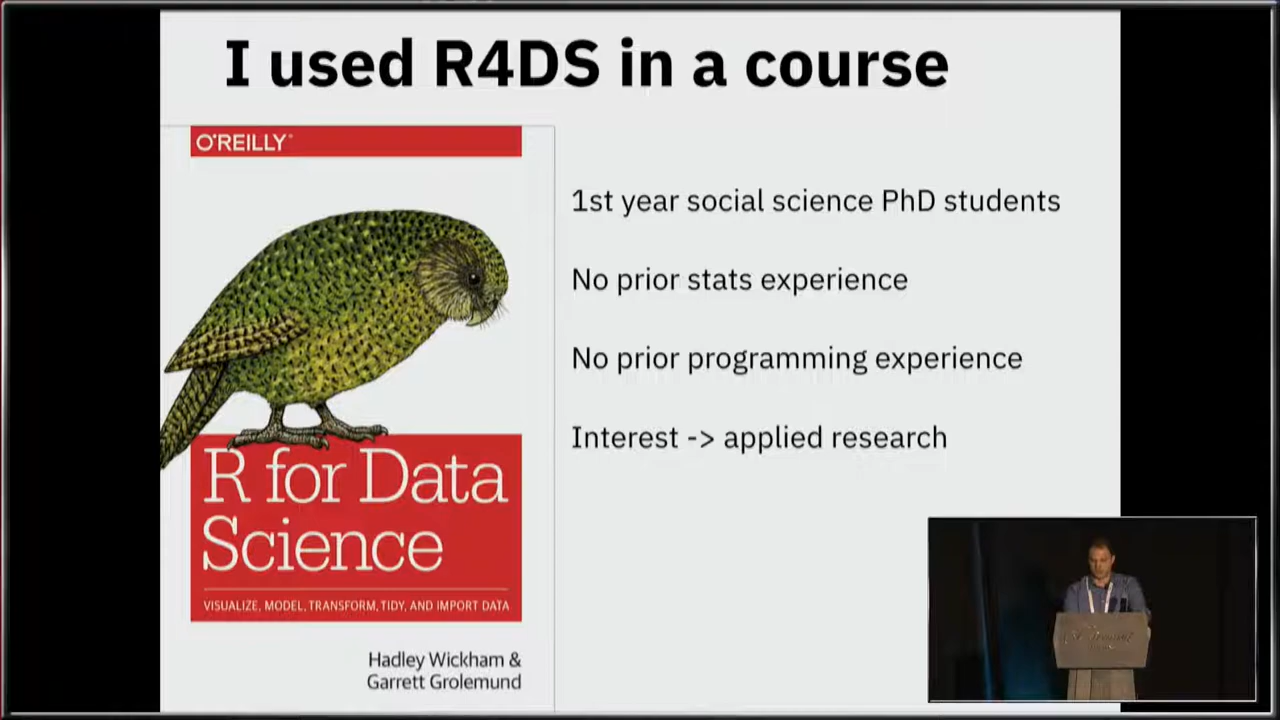 I used R4DS in a course
O'REILLY®
1st year social science PhD students
No prior stats experience
No prior programming experience
Interest -> applied research
R for Data
Science
VISUALIZE, MODEL, TRANSFORM, TIDY, AND IMPORT DATA
Hadley Wickham &
Garrett Grolemund